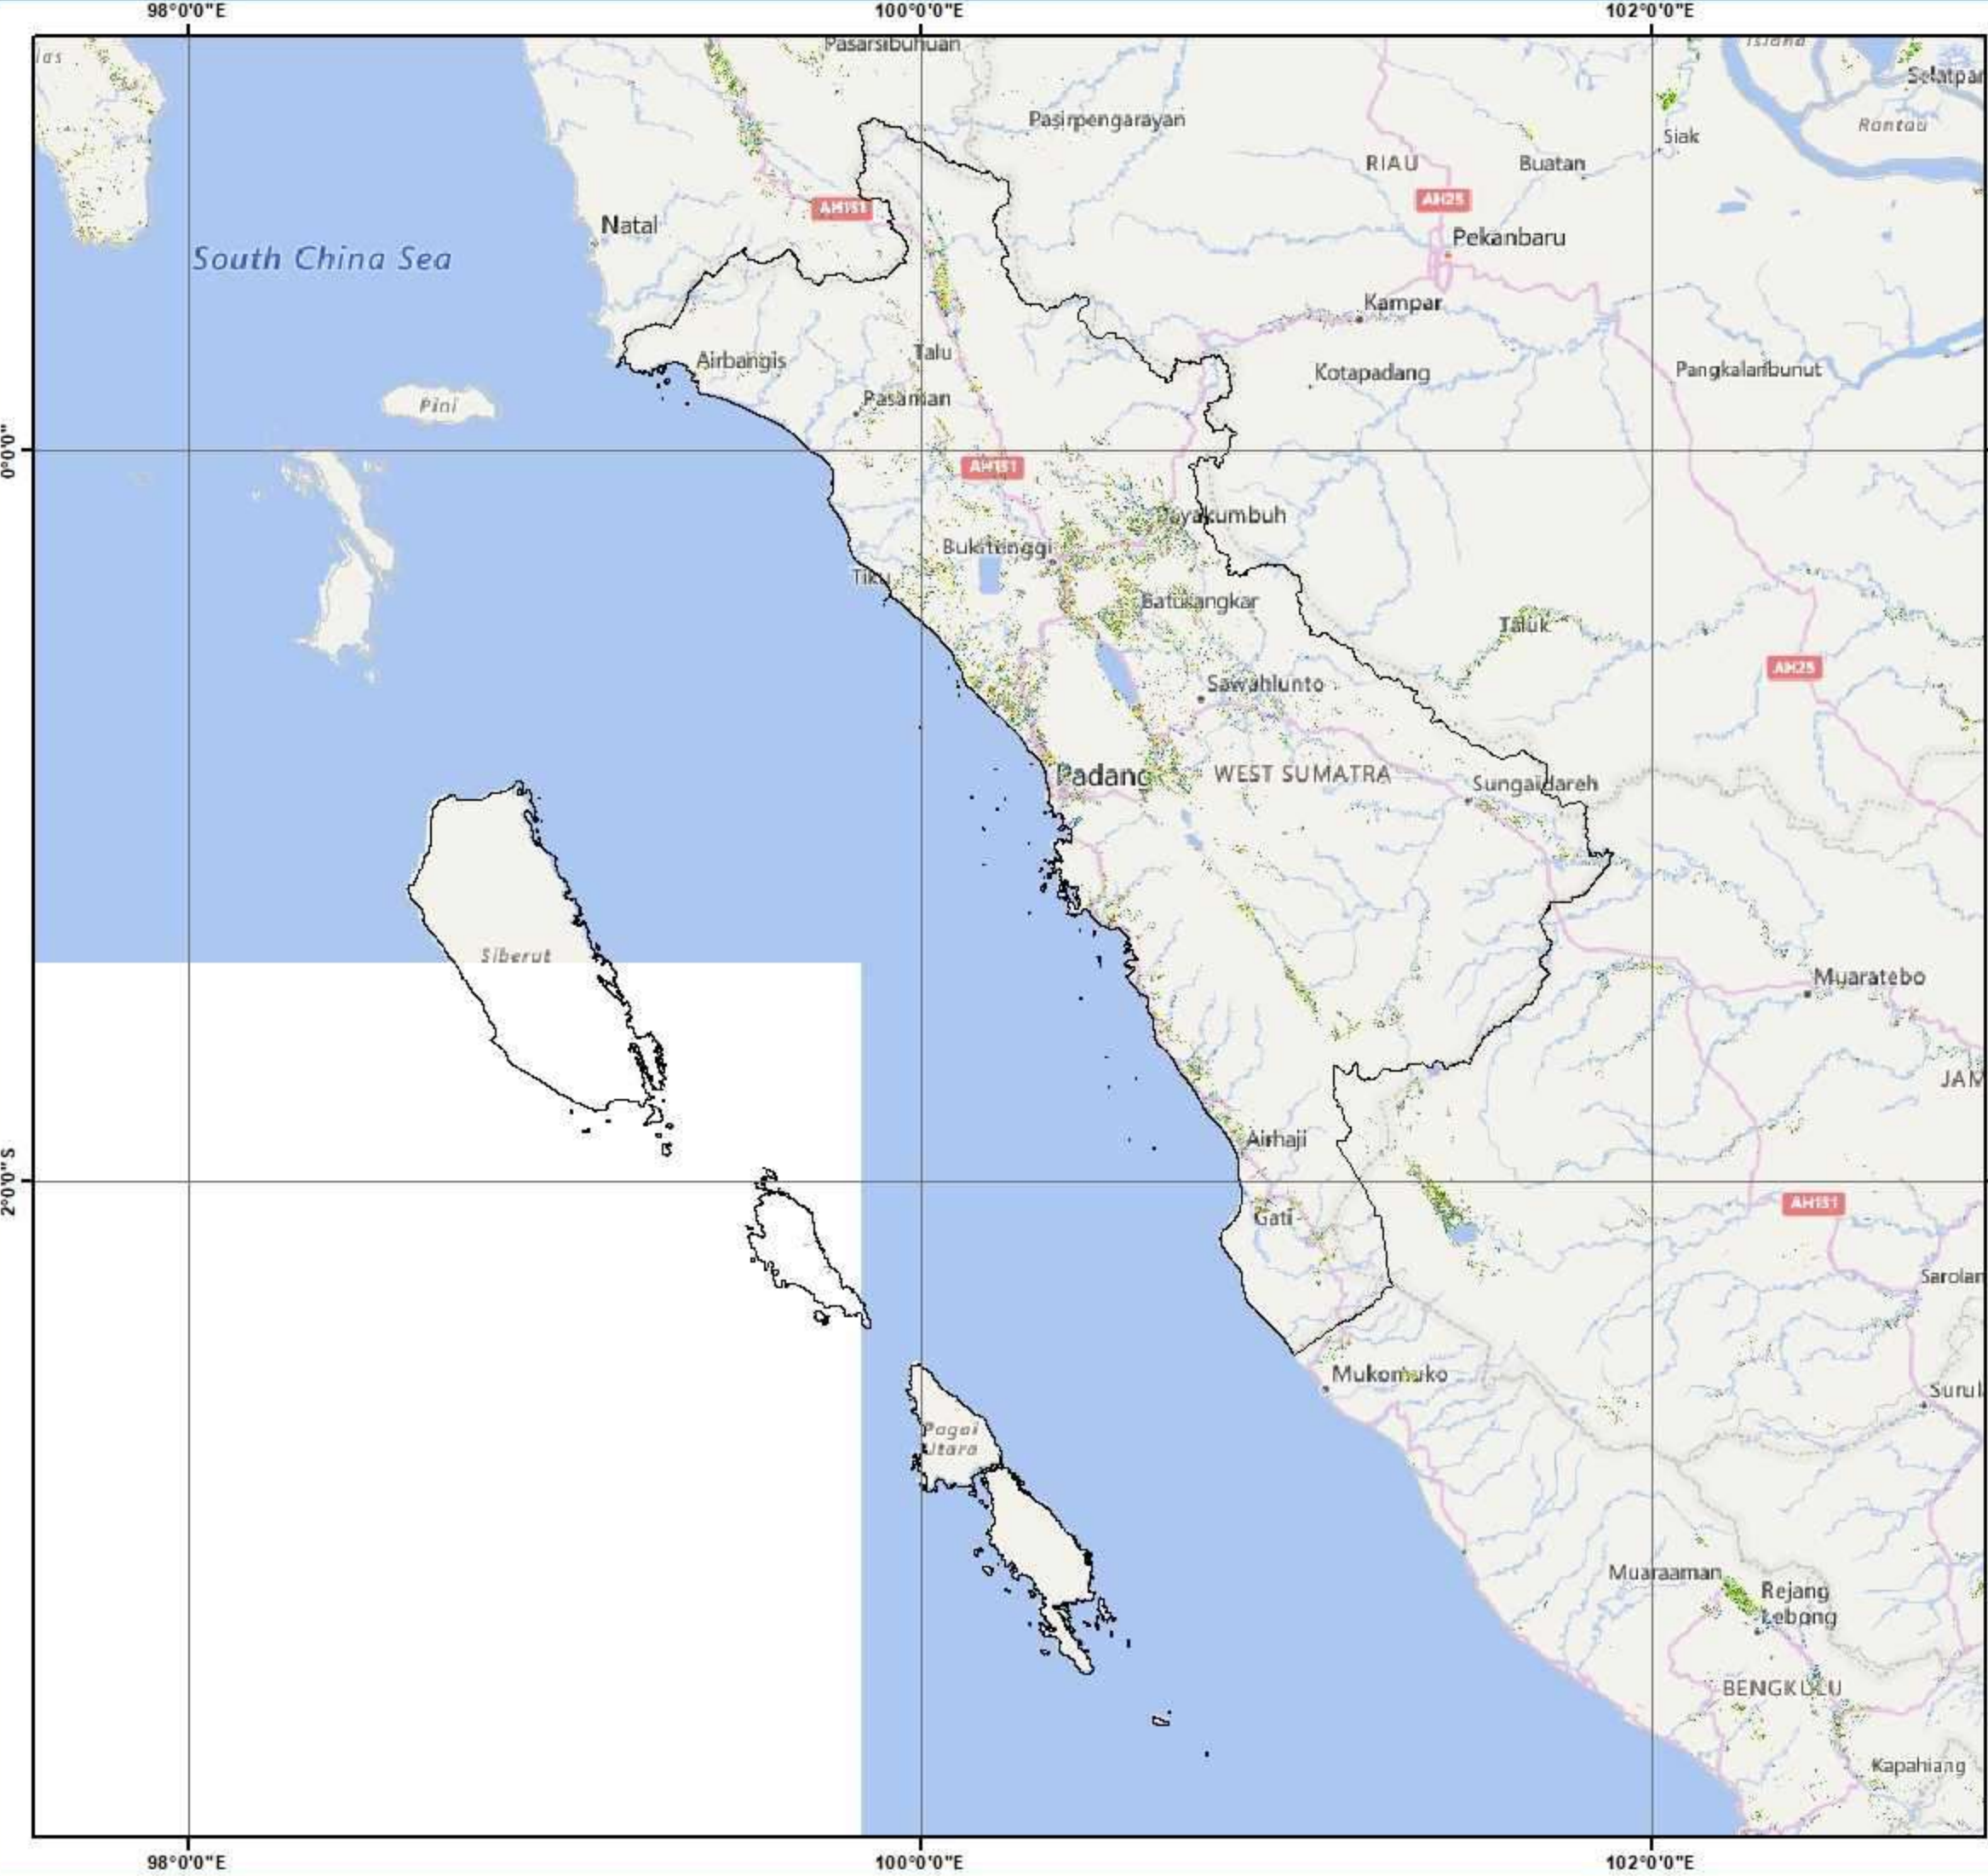 98°0'0"E 100°0'0"E 102°0'0"E
Pasarsibuhuan
Island
Selatpan
Pasirpengarayan
Rantau
Siak
RIAU
Buatan
AH151
AH25
Natal
Pekanbaru
South China Sea
Kampar
Airbangis
Talu
Kotapadang
Pangkalanbunut
Pini
Pasaman
0°0'0"
AH151
Payakumbuh
Bukittinggi
Tiku
Batusangkar
Taluk
AH25
Sawahlunto
Padang
WEST SUMATRA
Sungaidareh
Siberut
Muaratebo
JAM
Airhaji
2°0'0"S
AH151
Gati
Sarolan
Mukomuko
Surul
Pagai
Utara
Muaraaman
Rejang
Lebong
BENGKULU
Kapahiang
98°0'0"E 100°0'0"E 102°0'0"E